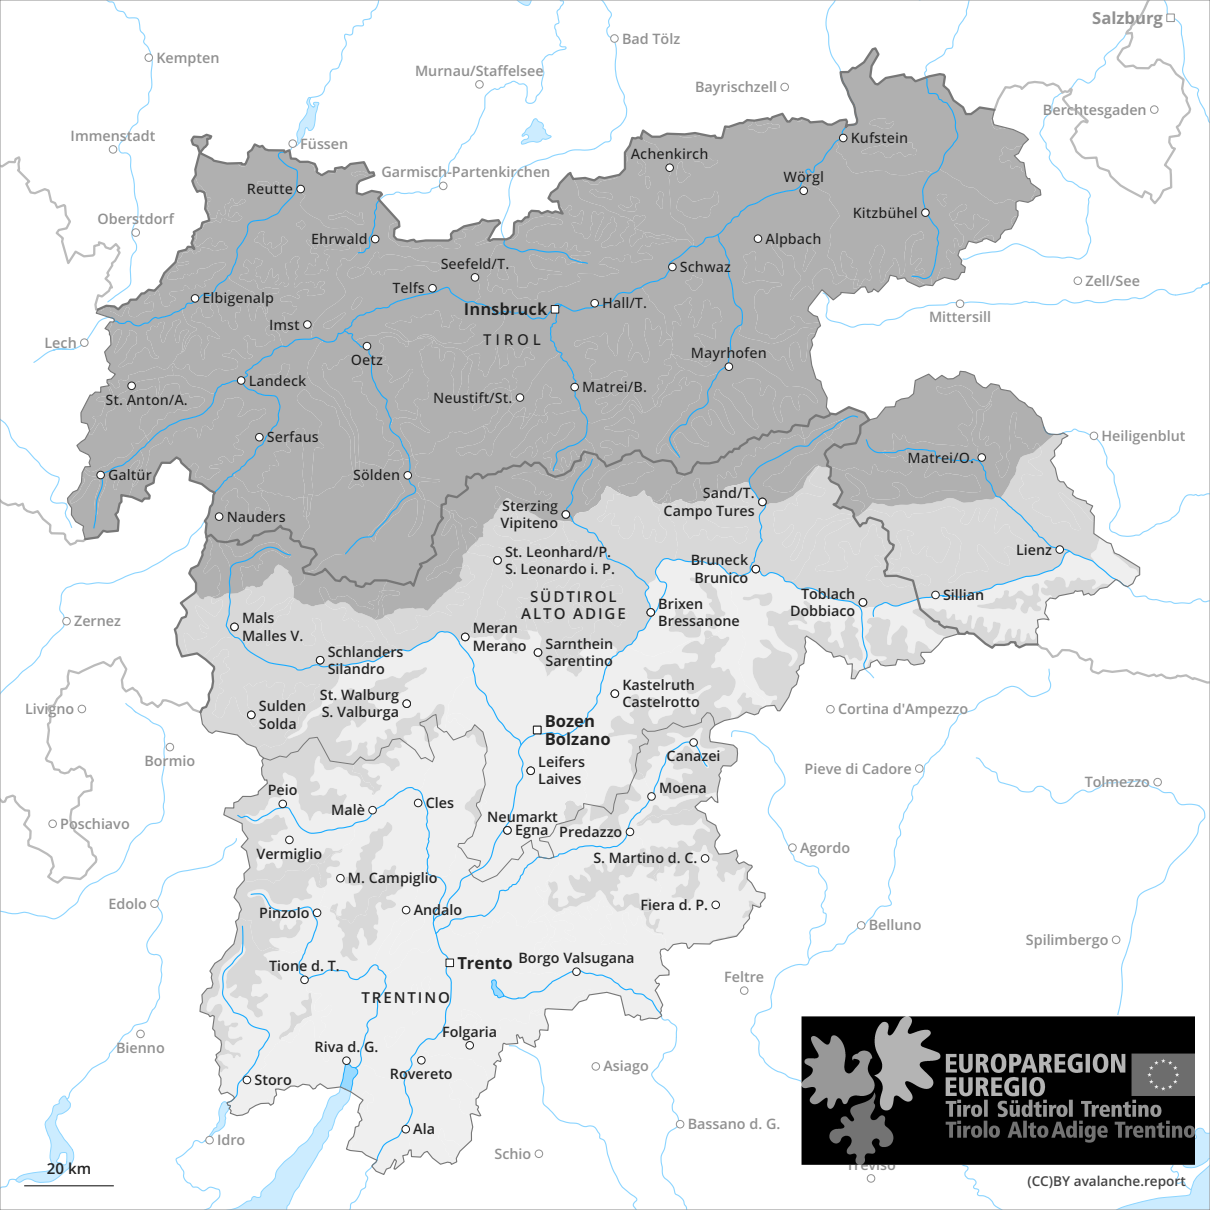 Salzburg
Kempten
Bad Tölz
Murnau/Staffelsee
Bayrischzell
Berchtesgaden
Immenstadt
Füssen
Kufstein
Achenkirch
Garmisch-Partenkirchen
Wörgl
Reutte
Oberstdorf
Kitzbühel
Ehrwald
Alpbach
Seefeld/T.
Schwaz
Zell/See
Telfs
Elbigenalp
Hall/T.
Innsbruck
Mittersill
Imst
TIROL
Lech
Oetz
Mayrhofen
Landeck
Matrei/B.
St. Anton/A.
Neustift/St.
Serfaus
Heiligenblut
Matrei/O.
Galtür
Sölden
Sand/T.
Campo Tures
Sterzing
Vipiteno
Nauders
St. Leonhard/P.
S. Leonardo i. P.
Lienz
Bruneck
Brunico
SÜDTIROL
ALTO ADIGE
Toblach
Dobbiaco
Sillian
Brixen
Bressanone
Zernez
Mals
Malles V.
Meran
Merano
Sarnthein
Sarentino
Schlanders
Silandro
Kastelruth
Castelrotto
St. Walburg
S. Valburga
Livigno
Sulden
Solda
Cortina d'Ampezzo
Bozen
Bolzano
Bormio
Canazei
Leifers
Laives
Pieve di Cadore
Tolmezzo
Peio
Moena
Malè
Cles
Neumarkt
Egna
Predazzo
Poschiavo
Vermiglio
Agordo
S. Martino d. C.
M. Campiglio
Edolo
Pinzolo
Andalo
Fiera d. P.
Belluno
Spilimbergo
Tione d. T.
Trento
Borgo Valsugana
Feltre
TRENTINO
Folgaria
Bienno
Riva d. G.
Rovereto
Asiago
EUROPAREGION
EUREGIO
Tirol Südtirol Trentino
Tirolo Alto Adige Trentino
Storo
Ala
Bassano d. G.
Idro
Schio
Treviso
20 km
(CC)BY avalanche.report